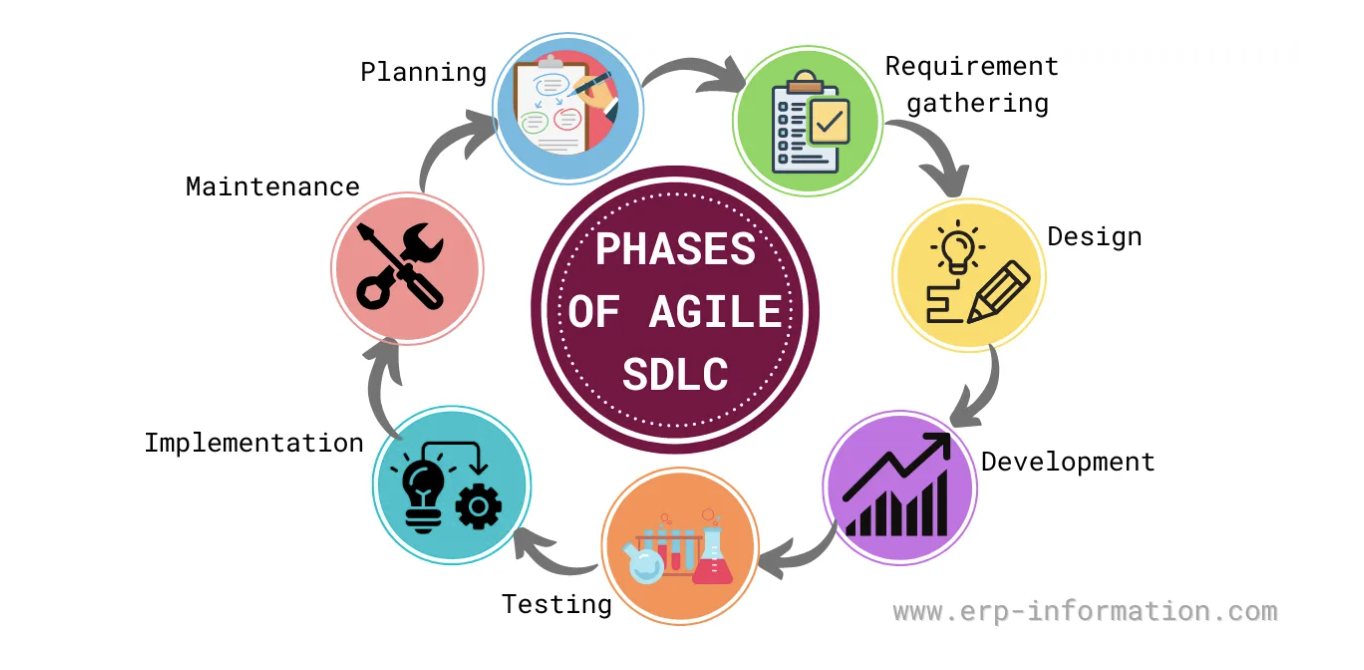 Planning
Requirement
gathering
Maintenance
Design
PHASES
OF AGILE
SDLC
Implementation
Development
Testing
www.erp-information.com